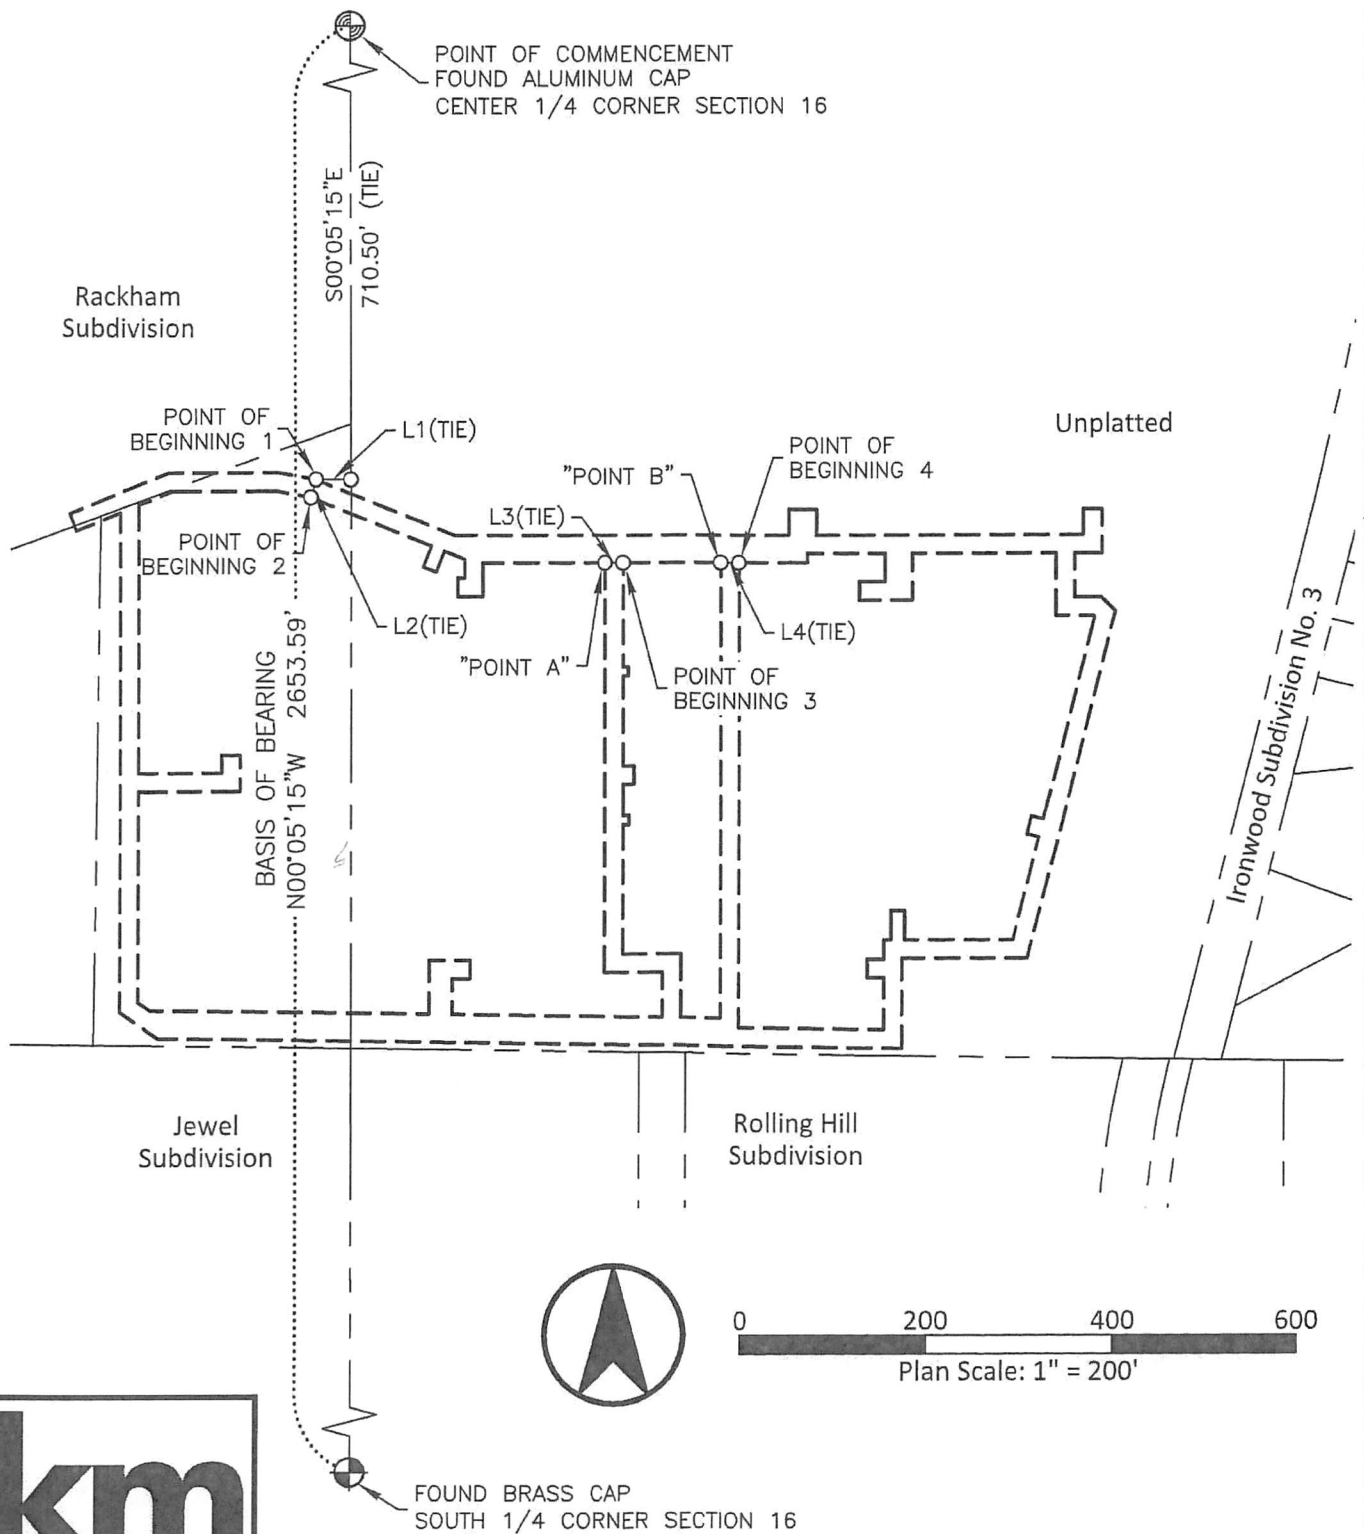 POINT OF COMMENCEMENT
FOUND ALUMINUM CAP
CENTER 1/4 CORNER SECTION 16
S00°05'15"E
710.50' (TIE)
Rackham
Subdivision
POINT OF
BEGINNING 1
L1(TIE)
Unplatted
"POINT B"
POINT OF
BEGINNING 4
L3(TIE)
POINT OF
BEGINNING 2
L2(TIE)
L4(TIE)
"POINT A"
POINT OF
BEGINNING 3
BASIS OF BEARING
N00°05'15"W 2653.59'
Ironwood Subdivision No. 3
Jewel
Subdivision
Rolling Hill
Subdivision
0 200 400 600
Plan Scale: 1" = 200'
km
FOUND BRASS CAP
SOUTH 1/4 CORNER SECTION 16